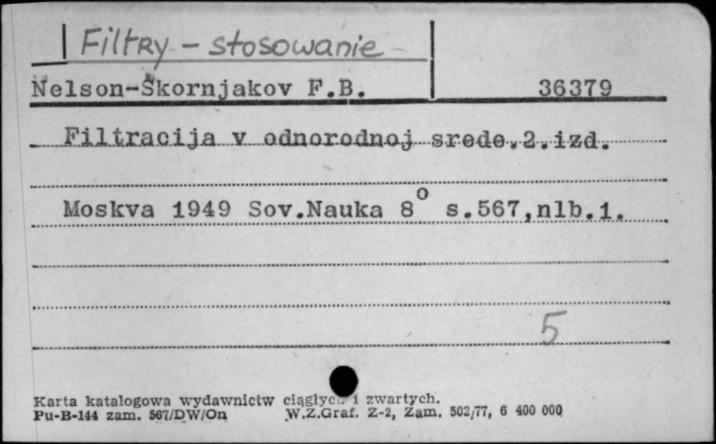 Filtry - stosowanie
Nelson-Škornjakov F.B. 36379
Filtracija v odnorodnoj srede.2.izd.
Moskva 1949 Sov.Nauka 8° s.567,nlb.1.
5
Karta katalogowa wydawnictw ciągłych i zwartych.
Pu-B-144 zam. 567/DW/On W.Z.Graf. Z-2, Zam. 502/77, 6 400 000